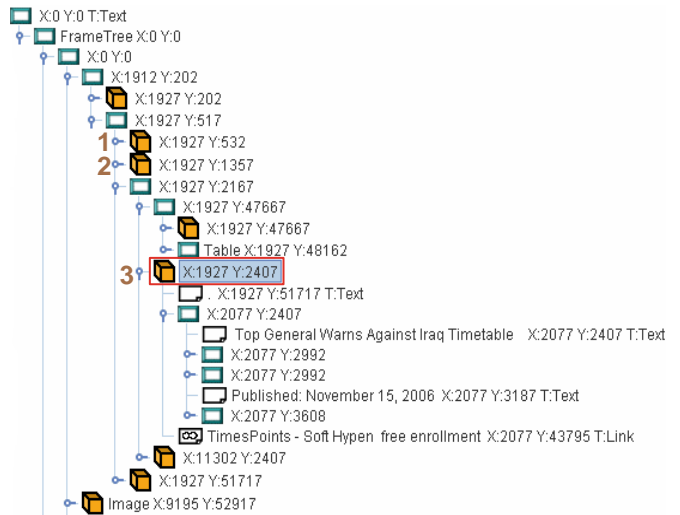 X:0 Y:0 T:Text
FrameTree X:0 Y:0
X:0 Y:0
X:1912 Y:202
X:1927 Y:202
X:1927 Y:517
1 X:1927 Y:532
2 X:1927 Y:1357
X:1927 Y:2167
X:1927 Y:47667
X:1927 Y:47667
Table X:1927 Y:48162
3 X:1927 Y:2407
. X:1927 Y:51717 T:Text
X:2077 Y:2407
Top General Warns Against Iraq Timetable X:2077 Y:2407 T:Text
X:2077 Y:2992
X:2077 Y:2992
Published: November 15, 2006 X:2077 Y:3187 T:Text
X:2077 Y:3608
TimesPoints - Soft Hypen free enrollment X:2077 Y:43795 T:Link
X:11302 Y:2407
X:1927 Y:51717
Image X:9195 Y:52917